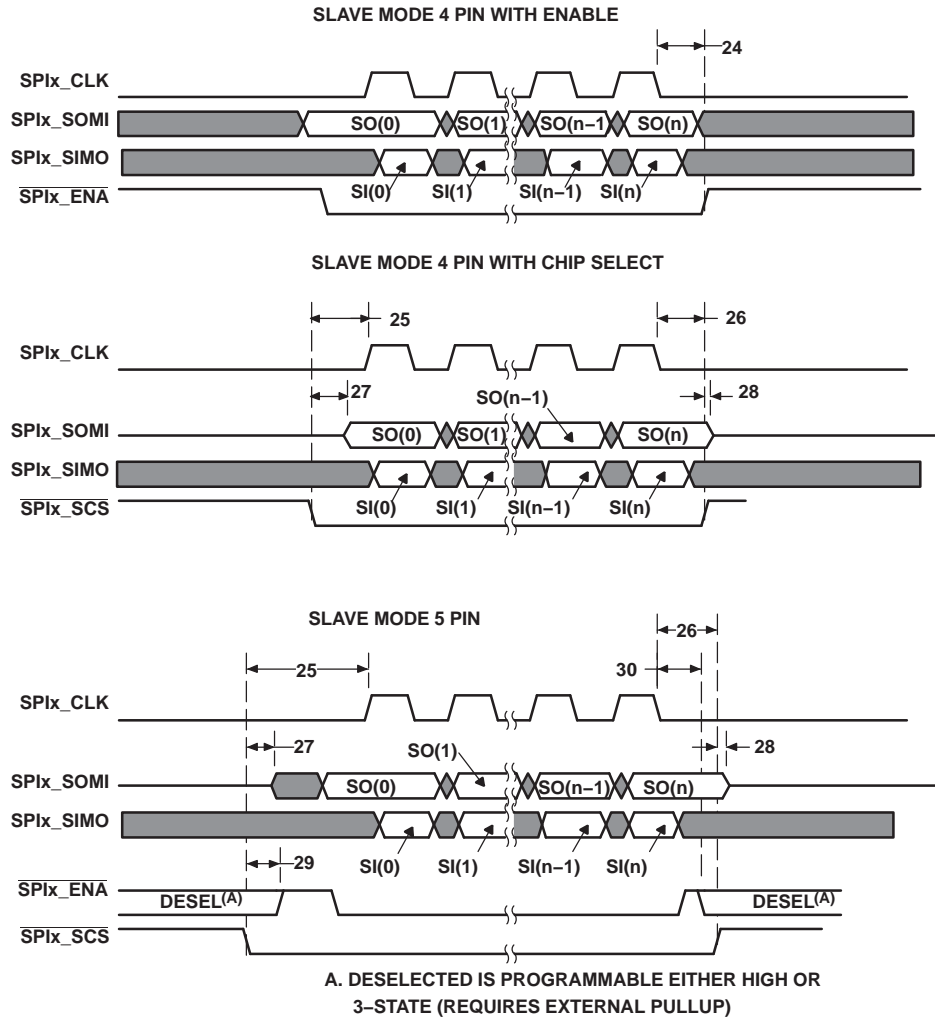 SLAVE MODE 4 PIN WITH ENABLE
24
SPIx_CLK
SPIx_SOMI
SO(0) SO(1) SO(n−1 SO(n)
SPIx_SIMO
SPIx_ENA
SI(0) SI(1) SI(n−1) SI(n)
SLAVE MODE 4 PIN WITH CHIP SELECT
25 26
SPIx_CLK
27 SO(n−1) 28
SPIx_SOMI
SO(0) SO(1) SO(n)
SPIx_SIMO
SPIx_SCS
SI(0) SI(1) SI(n−1) SI(n)
SLAVE MODE 5 PIN
26
25 30
SPIx_CLK
27 SO(1) 28
SPIx_SOMI
SO(0) SO(n−1) SO(n)
SPIx_SIMO
29 SI(0) SI(1) SI(n−1) SI(n)
SPIx_ENA
DESEL(A) DESEL(A)
SPIx_SCS
A. DESELECTED IS PROGRAMMABLE EITHER HIGH OR
3−STATE (REQUIRES EXTERNAL PULLUP)